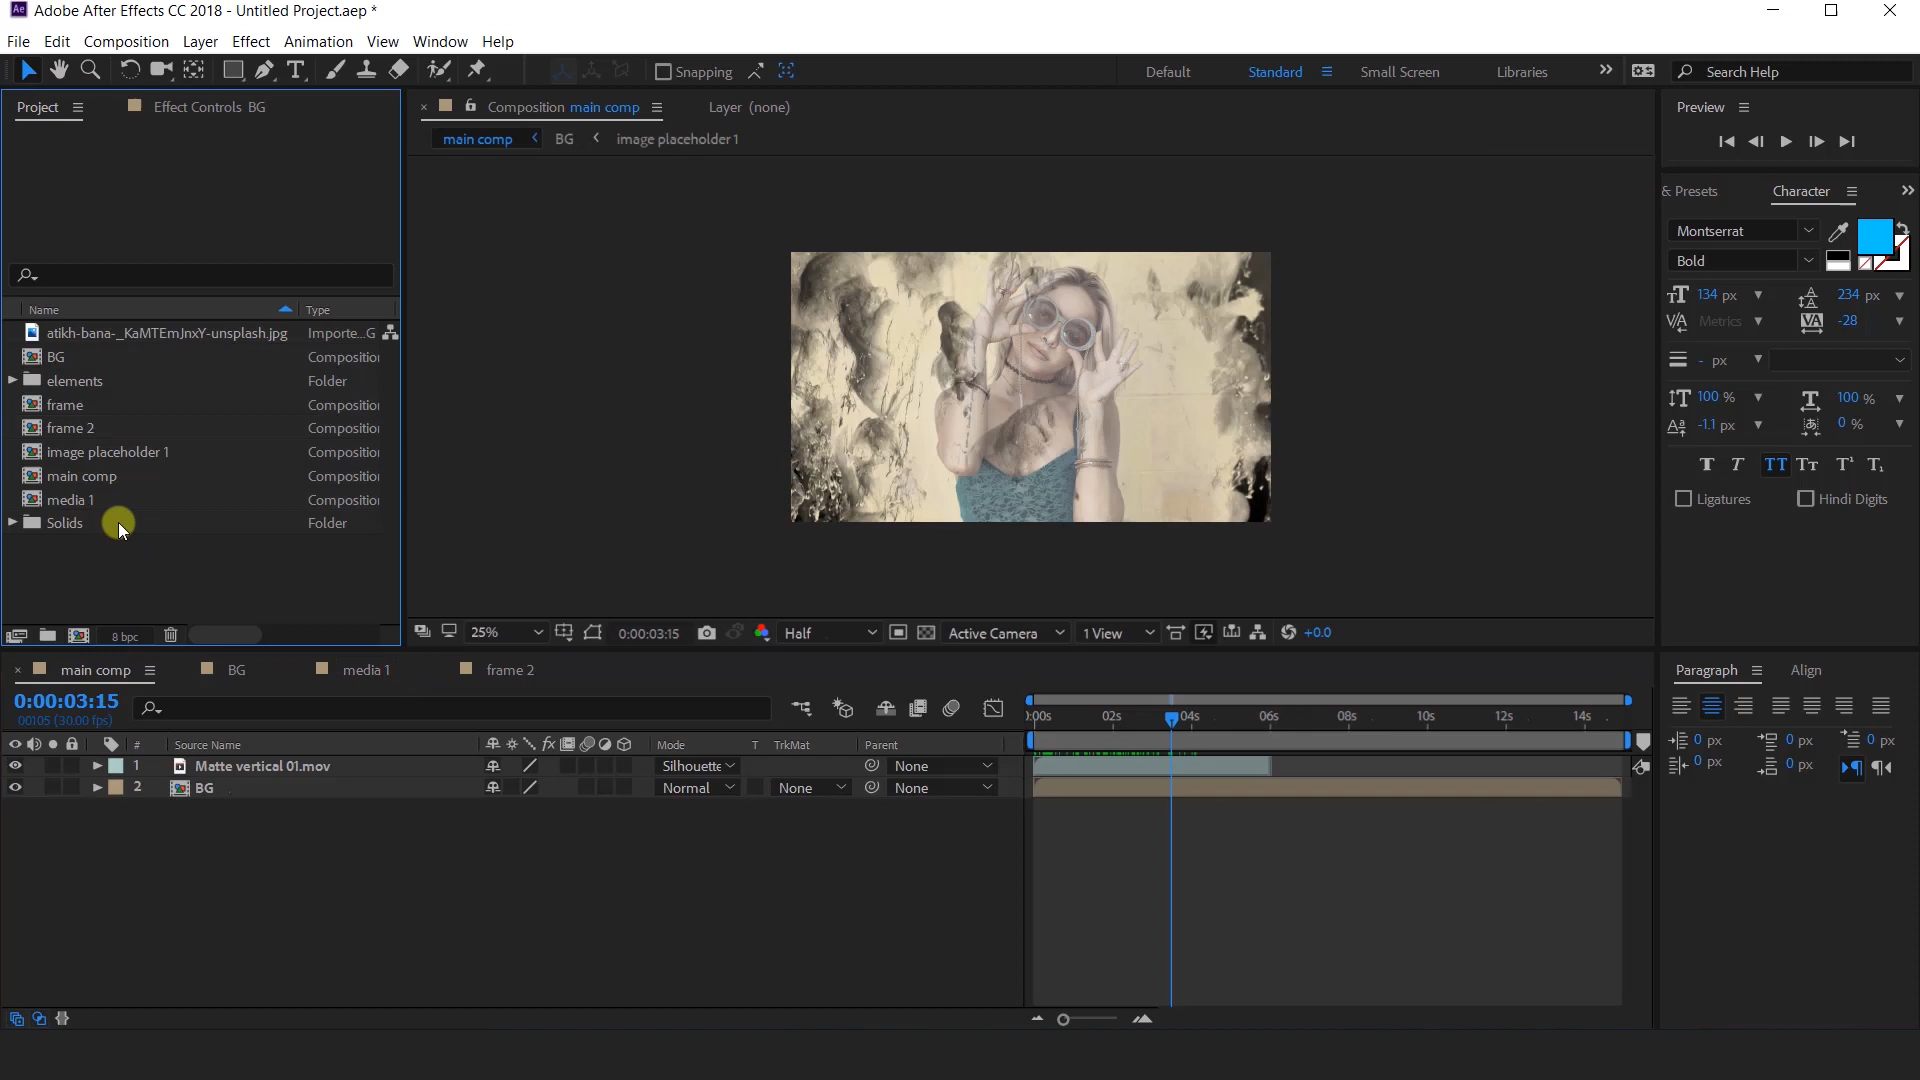 Adobe After Effects CC 2018 - Untitled Project.aep *
File Edit Composition Layer Effect Animation View Window Help
Snapping
Default Standard Small Screen Libraries Search Help
Project Effect Controls BG
Composition main comp Layer (none)
main comp BG image placeholder 1
Name Type
atikh-bana-_KaMTEmJnxY-unsplash.jpg Importe...G
BG Compositio
elements Folder
frame Compositio
frame 2 Compositio
image placeholder 1 Compositio
main comp Compositio
media 1 Compositio
Solids Folder
8 bpc
25% 0:00:03:15 Half Active Camera 1 View +0.0
Preview
& Presets Character
Montserrat
Bold
134 px 234 px
Metrics -28
- px
100 % 100 %
-1.1 px 0 %
Ligatures Hindi Digits
main comp BG media 1 frame 2
0:00:03:15
00105 (30.00 fps)
):00s 02s 04s 06s 08s 10s 12s 14s
# Source Name Mode T TrkMat Parent
1 Matte vertical 01.mov Silhouette None
2 BG Normal None None
Paragraph Align
0 px 0 px 0 px
0 px 0 px